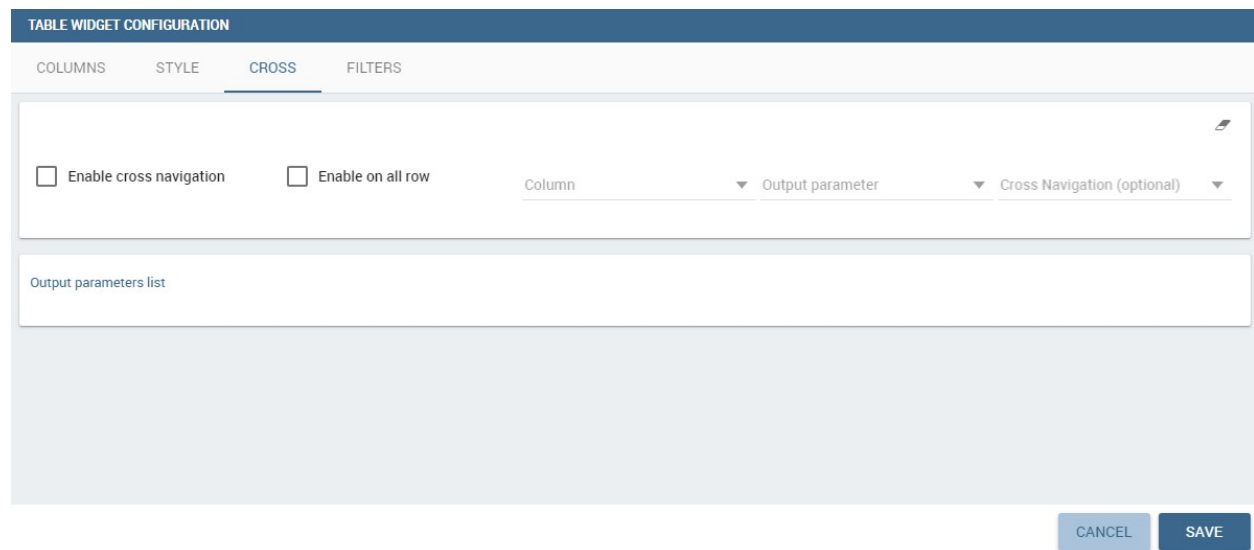 TABLE WIDGET CONFIGURATION
COLUMNS STYLE CROSS FILTERS
Enable cross navigation Enable on all row Column Output parameter Cross Navigation (optional)
Output parameters list
CANCEL SAVE